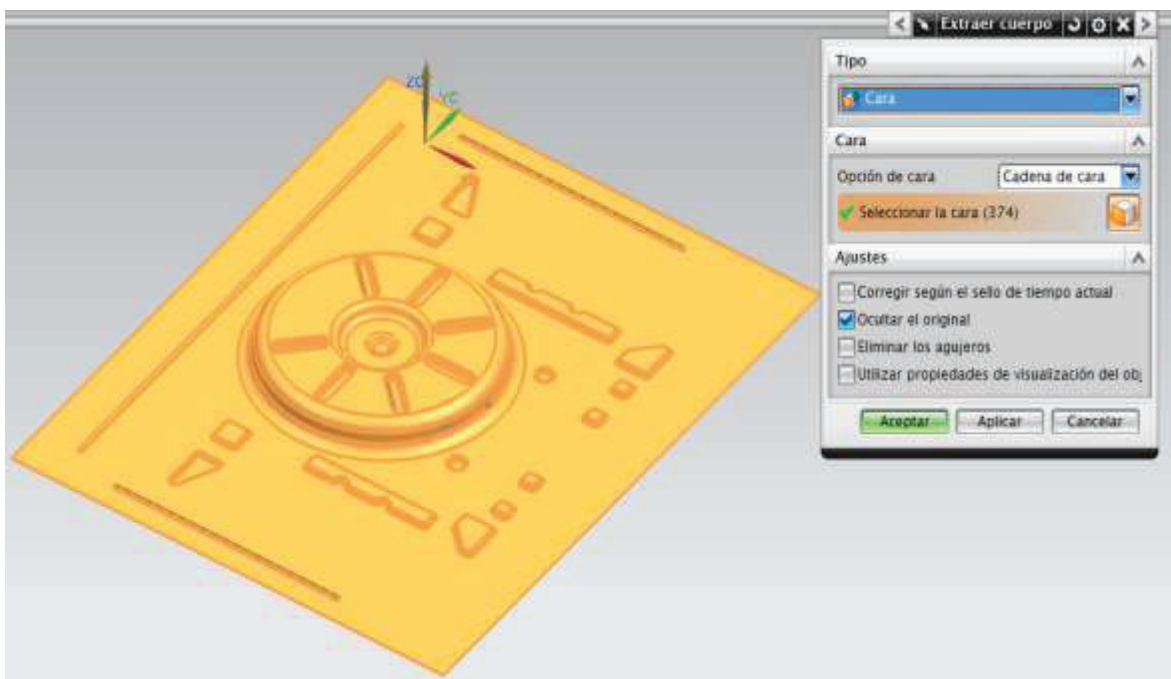 Extraer cuerpo
Tipo
Cara
Cara
Opción de cara Cadena de cara
Seleccionar la cara (374)
Ajustes
Corregir según el sello de tiempo actual
Ocultar el original
Eliminar los agujeros
Utilizar propiedades de visualización del obj
Aceptar Aplicar Cancelar
ZC
YC